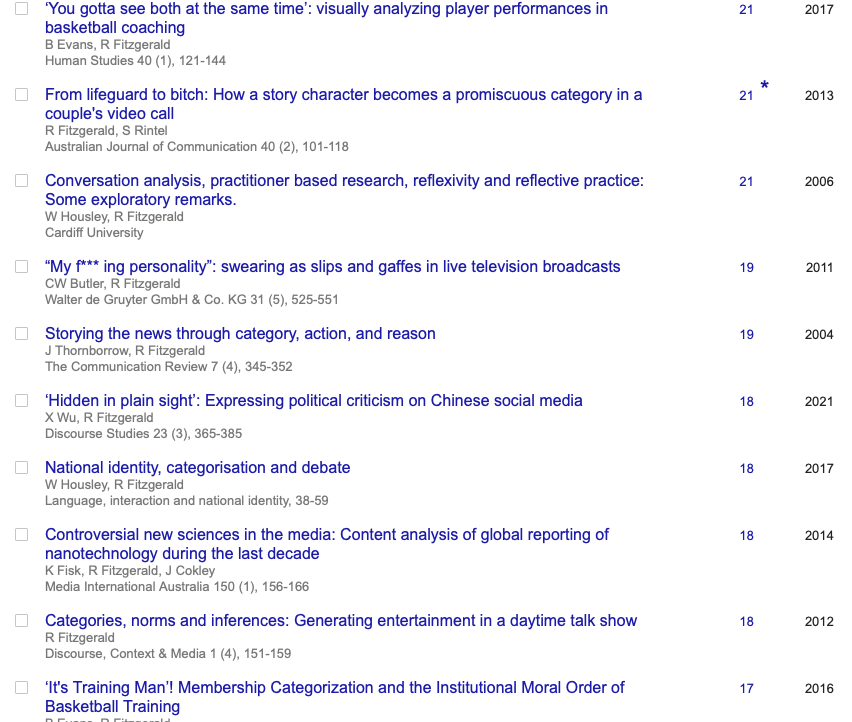 ‘You gotta see both at the same time’: visually analyzing player performances in 21 2017
basketball coaching
B Evans, R Fitzgerald
Human Studies 40 (1), 121-144
From lifeguard to bitch: How a story character becomes a promiscuous category in a 21 * 2013
couple's video call
R Fitzgerald, S Rintel
Australian Journal of Communication 40 (2), 101-118
Conversation analysis, practitioner based research, reflexivity and reflective practice: 21 2006
Some exploratory remarks.
W Housley, R Fitzgerald
Cardiff University
“My f*** ing personality”: swearing as slips and gaffes in live television broadcasts 19 2011
CW Butler, R Fitzgerald
Walter de Gruyter GmbH & Co. KG 31 (5), 525-551
Storying the news through category, action, and reason 19 2004
J Thornborrow, R Fitzgerald
The Communication Review 7 (4), 345-352
‘Hidden in plain sight’: Expressing political criticism on Chinese social media 18 2021
X Wu, R Fitzgerald
Discourse Studies 23 (3), 365-385
National identity, categorisation and debate 18 2017
W Housley, R Fitzgerald
Language, interaction and national identity, 38-59
Controversial new sciences in the media: Content analysis of global reporting of 18 2014
nanotechnology during the last decade
K Fisk, R Fitzgerald, J Cokley
Media International Australia 150 (1), 156-166
Categories, norms and inferences: Generating entertainment in a daytime talk show 18 2012
R Fitzgerald
Discourse, Context & Media 1 (4), 151-159
‘It's Training Man’! Membership Categorization and the Institutional Moral Order of 17 2016
Basketball Training
B Evans, R Fitzgerald